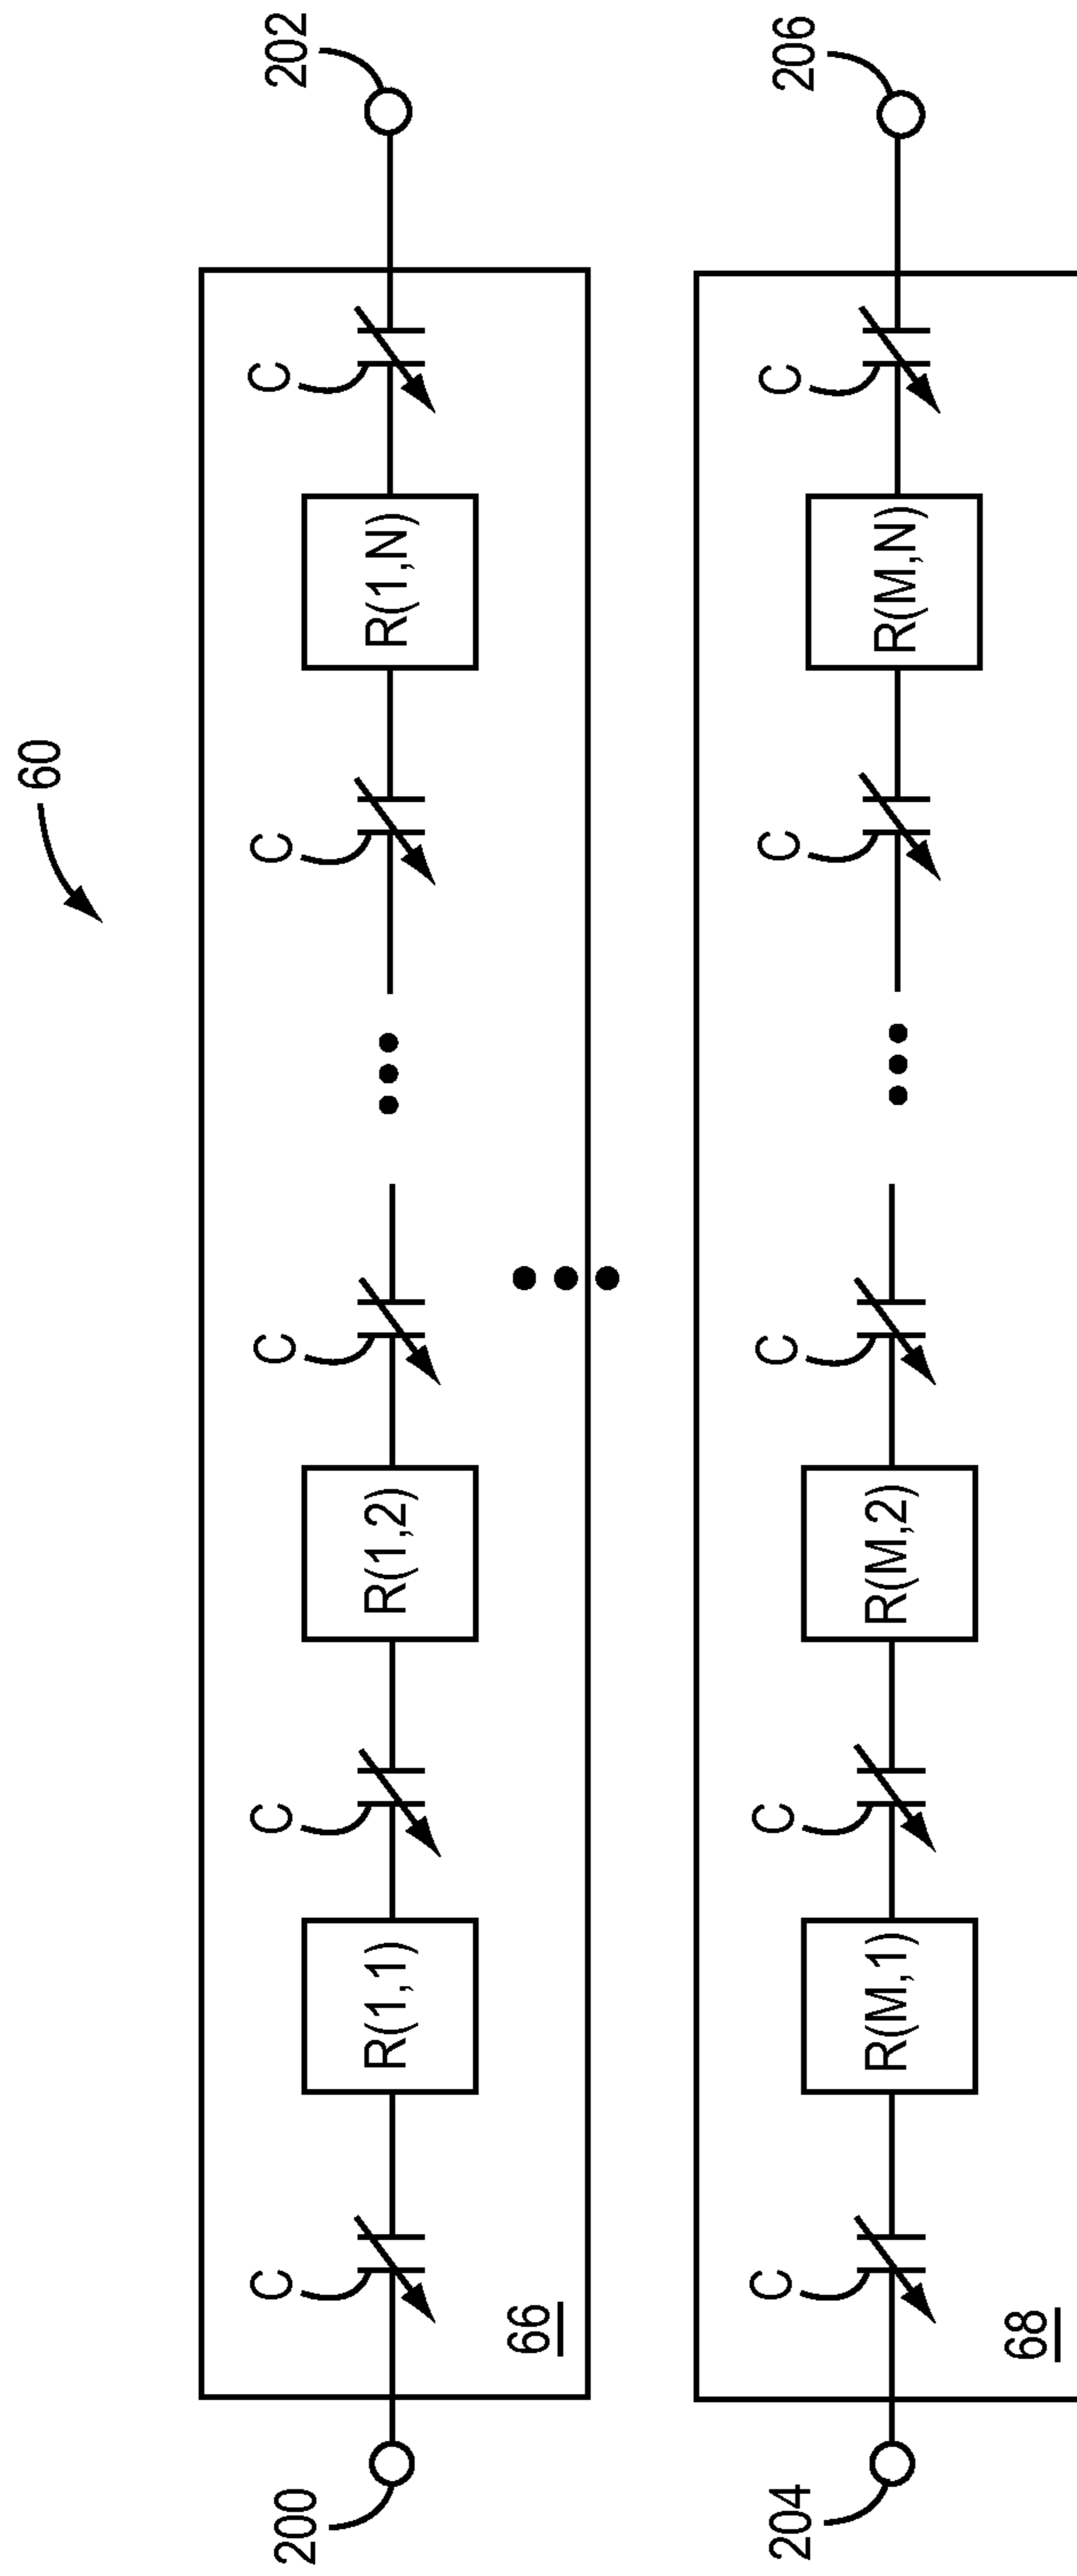 60
C
C
C
C
C
200
R(1,1)
R(1,2)
R(1,N)
202
66
C
C
C
C
C
204
R(M,1)
R(M,2)
R(M,N)
206
68